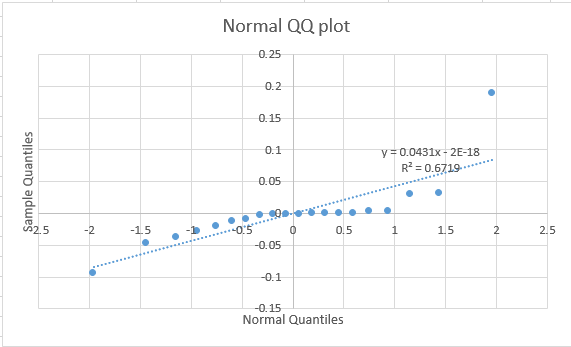 Normal QQ plot
0.25
0.2
0.15
0.1
0.05
0
-0.05
-0.1
-0.15
-2.5 -2 -1.5 -1 -0.5 0 0.5 1 1.5 2 2.5
y = 0.0431x - 2E-18
R² = 0.6719
Sample Quantiles
Normal Quantiles